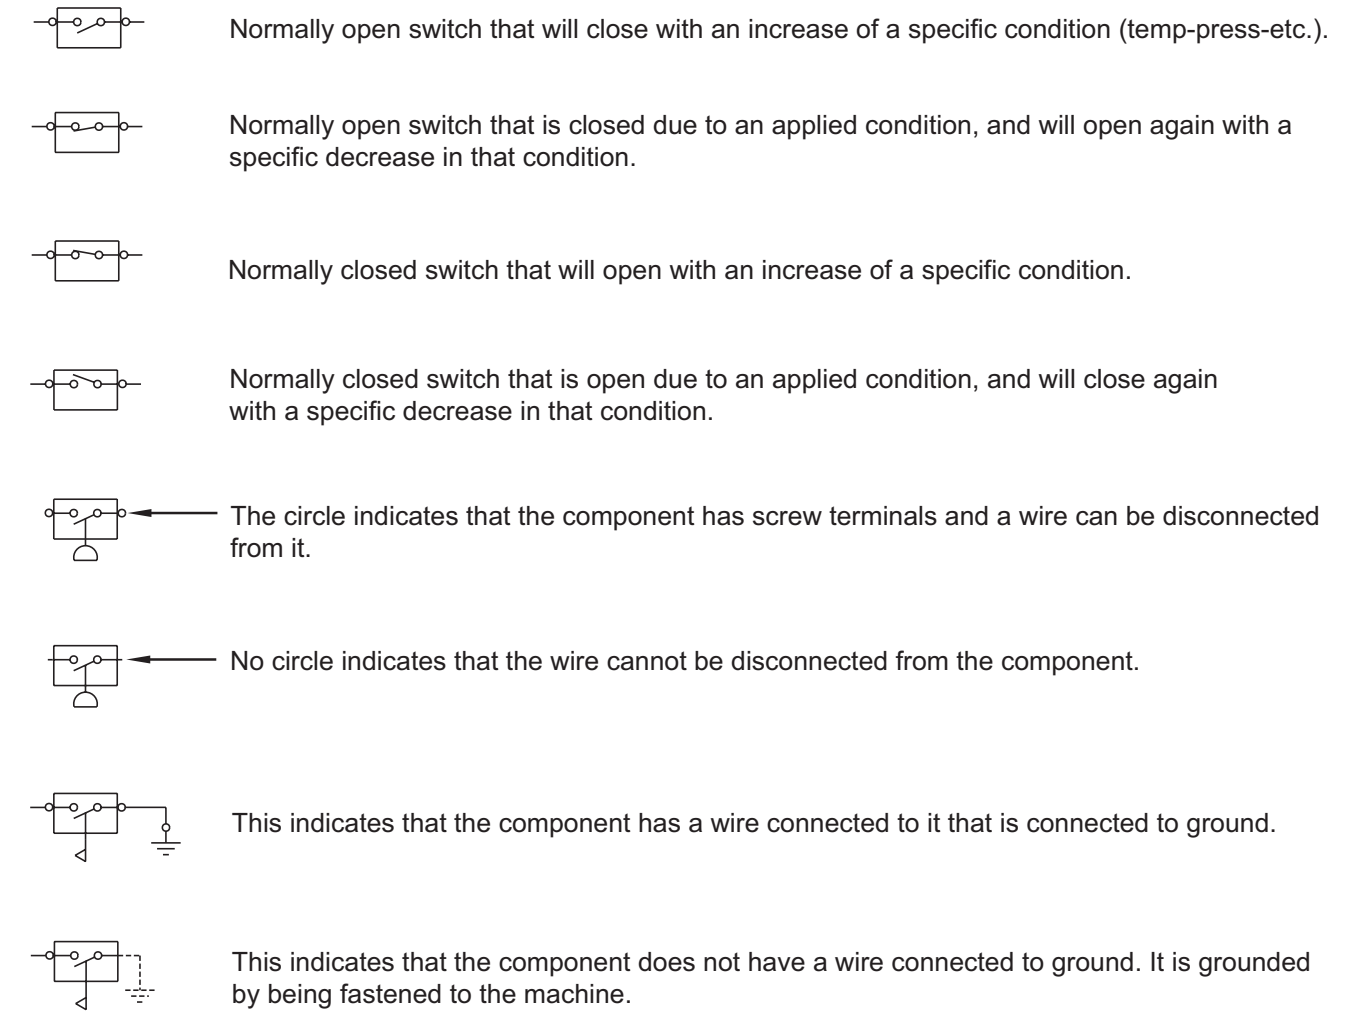 Normally open switch that will close with an increase of a specific condition (temp-press-etc.).
Normally open switch that is closed due to an applied condition, and will open again with a
specific decrease in that condition.
Normally closed switch that will open with an increase of a specific condition.
Normally closed switch that is open due to an applied condition, and will close again
with a specific decrease in that condition.
The circle indicates that the component has screw terminals and a wire can be disconnected
from it.
No circle indicates that the wire cannot be disconnected from the component.
This indicates that the component has a wire connected to it that is connected to ground.
This indicates that the component does not have a wire connected to ground. It is grounded
by being fastened to the machine.